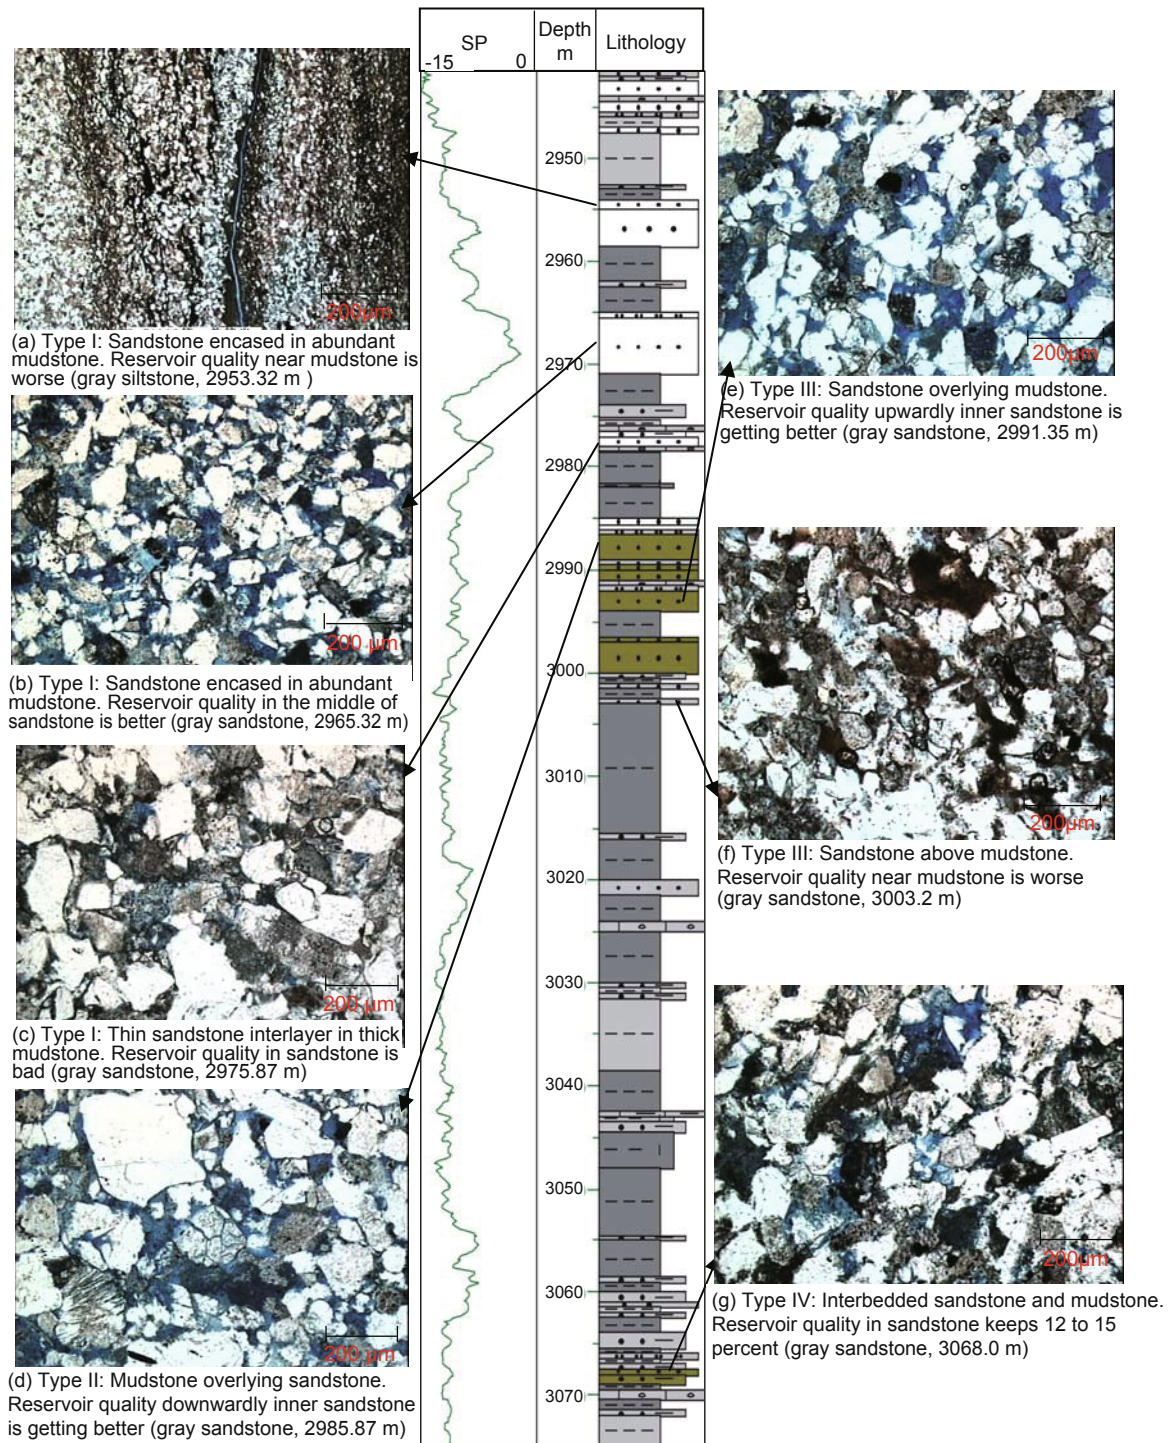 SP
Depth
m
Lithology
-15
0
2950
2960
2970
2980
2990
3000
3010
3020
3030
3040
3050
3060
3070
200μm
(a) Type I: Sandstone encased in abundant
mudstone. Reservoir quality near mudstone is
worse (gray siltstone, 2953.32 m )
200 μm
(b) Type I: Sandstone encased in abundant
mudstone. Reservoir quality in the middle of
sandstone is better (gray sandstone, 2965.32 m)
200 μm
(c) Type I: Thin sandstone interlayer in thick
mudstone. Reservoir quality in sandstone is
bad (gray sandstone, 2975.87 m)
200 μm
(d) Type II: Mudstone overlying sandstone.
Reservoir quality downwardly inner sandstone
is getting better (gray sandstone, 2985.87 m)
200μm
(e) Type III: Sandstone overlying mudstone.
Reservoir quality upwardly inner sandstone is
getting better (gray sandstone, 2991.35 m)
200μm
(f) Type III: Sandstone above mudstone.
Reservoir quality near mudstone is worse
(gray sandstone, 3003.2 m)
200μm
(g) Type IV: Interbedded sandstone and mudstone.
Reservoir quality in sandstone keeps 12 to 15
percent (gray sandstone, 3068.0 m)